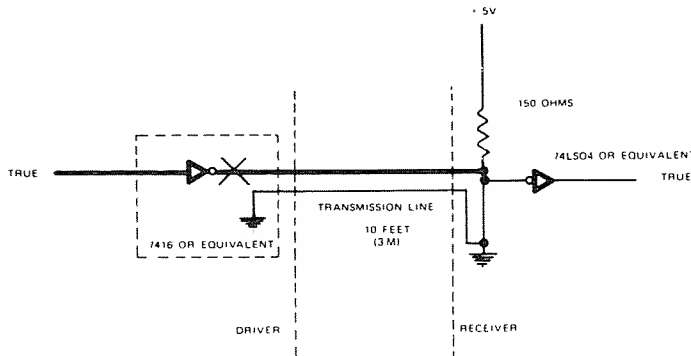 + 5V
150 OHMS
74LS04 OR EQUIVALENT
TRUE
TRUE
TRANSMISSION LINE
10 FEET
(3 M)
7416 OR EQUIVALENT
DRIVER
RECEIVER